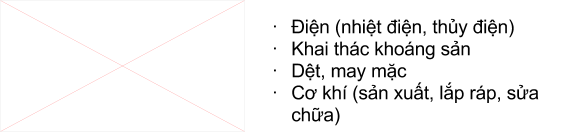 · Điện (nhiệt điện, thủy điện)
· Khai thác khoáng sản
· Dệt, may mặc
· Cơ khí (sản xuất, lắp ráp, sửa
chữa)